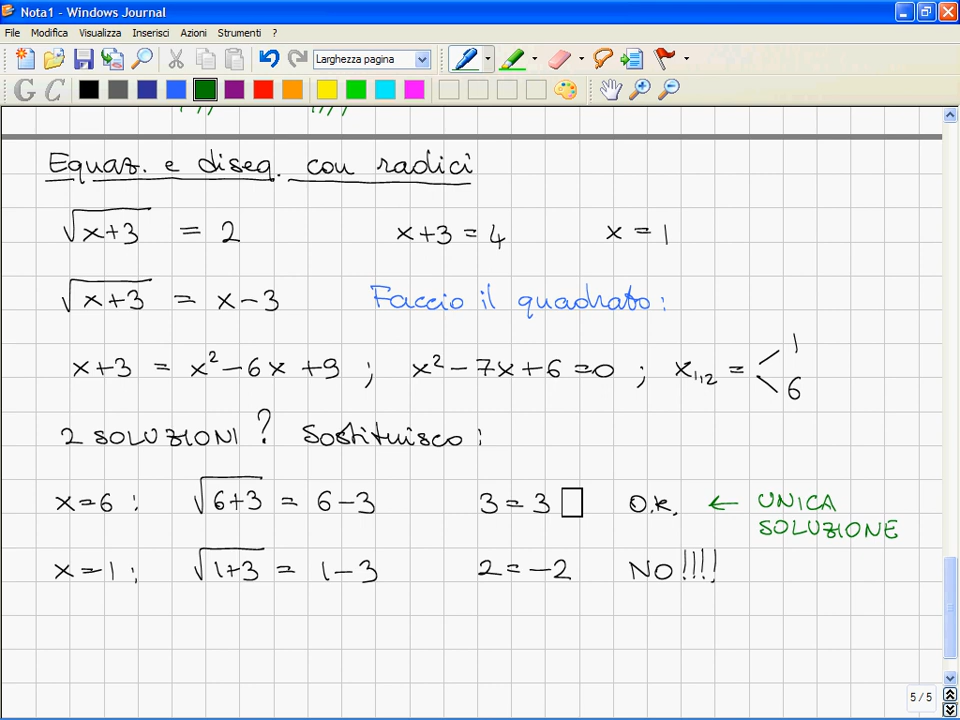 Nota1 - Windows Journal
File Modifica Visualizza Inserisci Azioni Strumenti ?
Larghezza pagina
G C
Equaz. e diseq. con radici
√x+3 = 2 x+3 = 4 x = 1
√x+3 = x-3 Faccio il quadrato:
x+3 = x²-6x+9 ; x²-7x+6=0 ; x1,2 = < 1 6
2 SOLUZIONI? Sostituisco:
x=6 : √6+3 = 6-3 3 = 3 □ O.K. ← UNICA
SOLUZIONE
x=1 : √1+3 = 1-3 2 = -2 NO!!!!
5 / 5